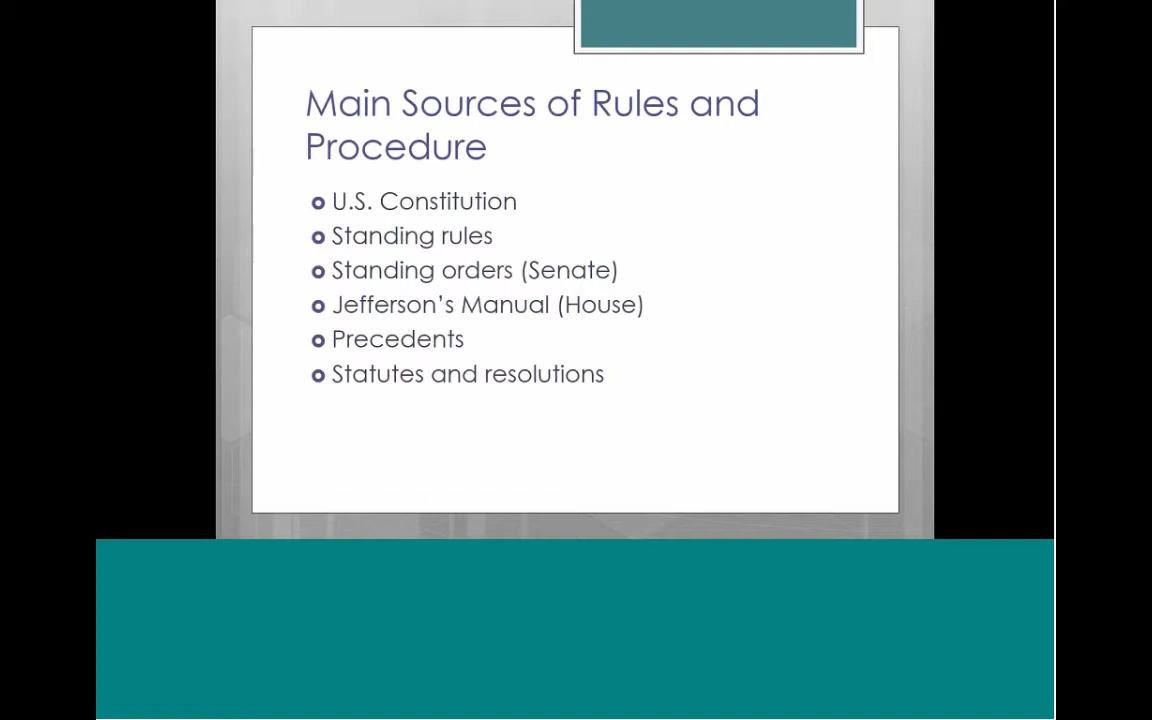 Main Sources of Rules and
Procedure
U.S. Constitution
Standing rules
Standing orders (Senate)
Jefferson's Manual (House)
Precedents
Statutes and resolutions